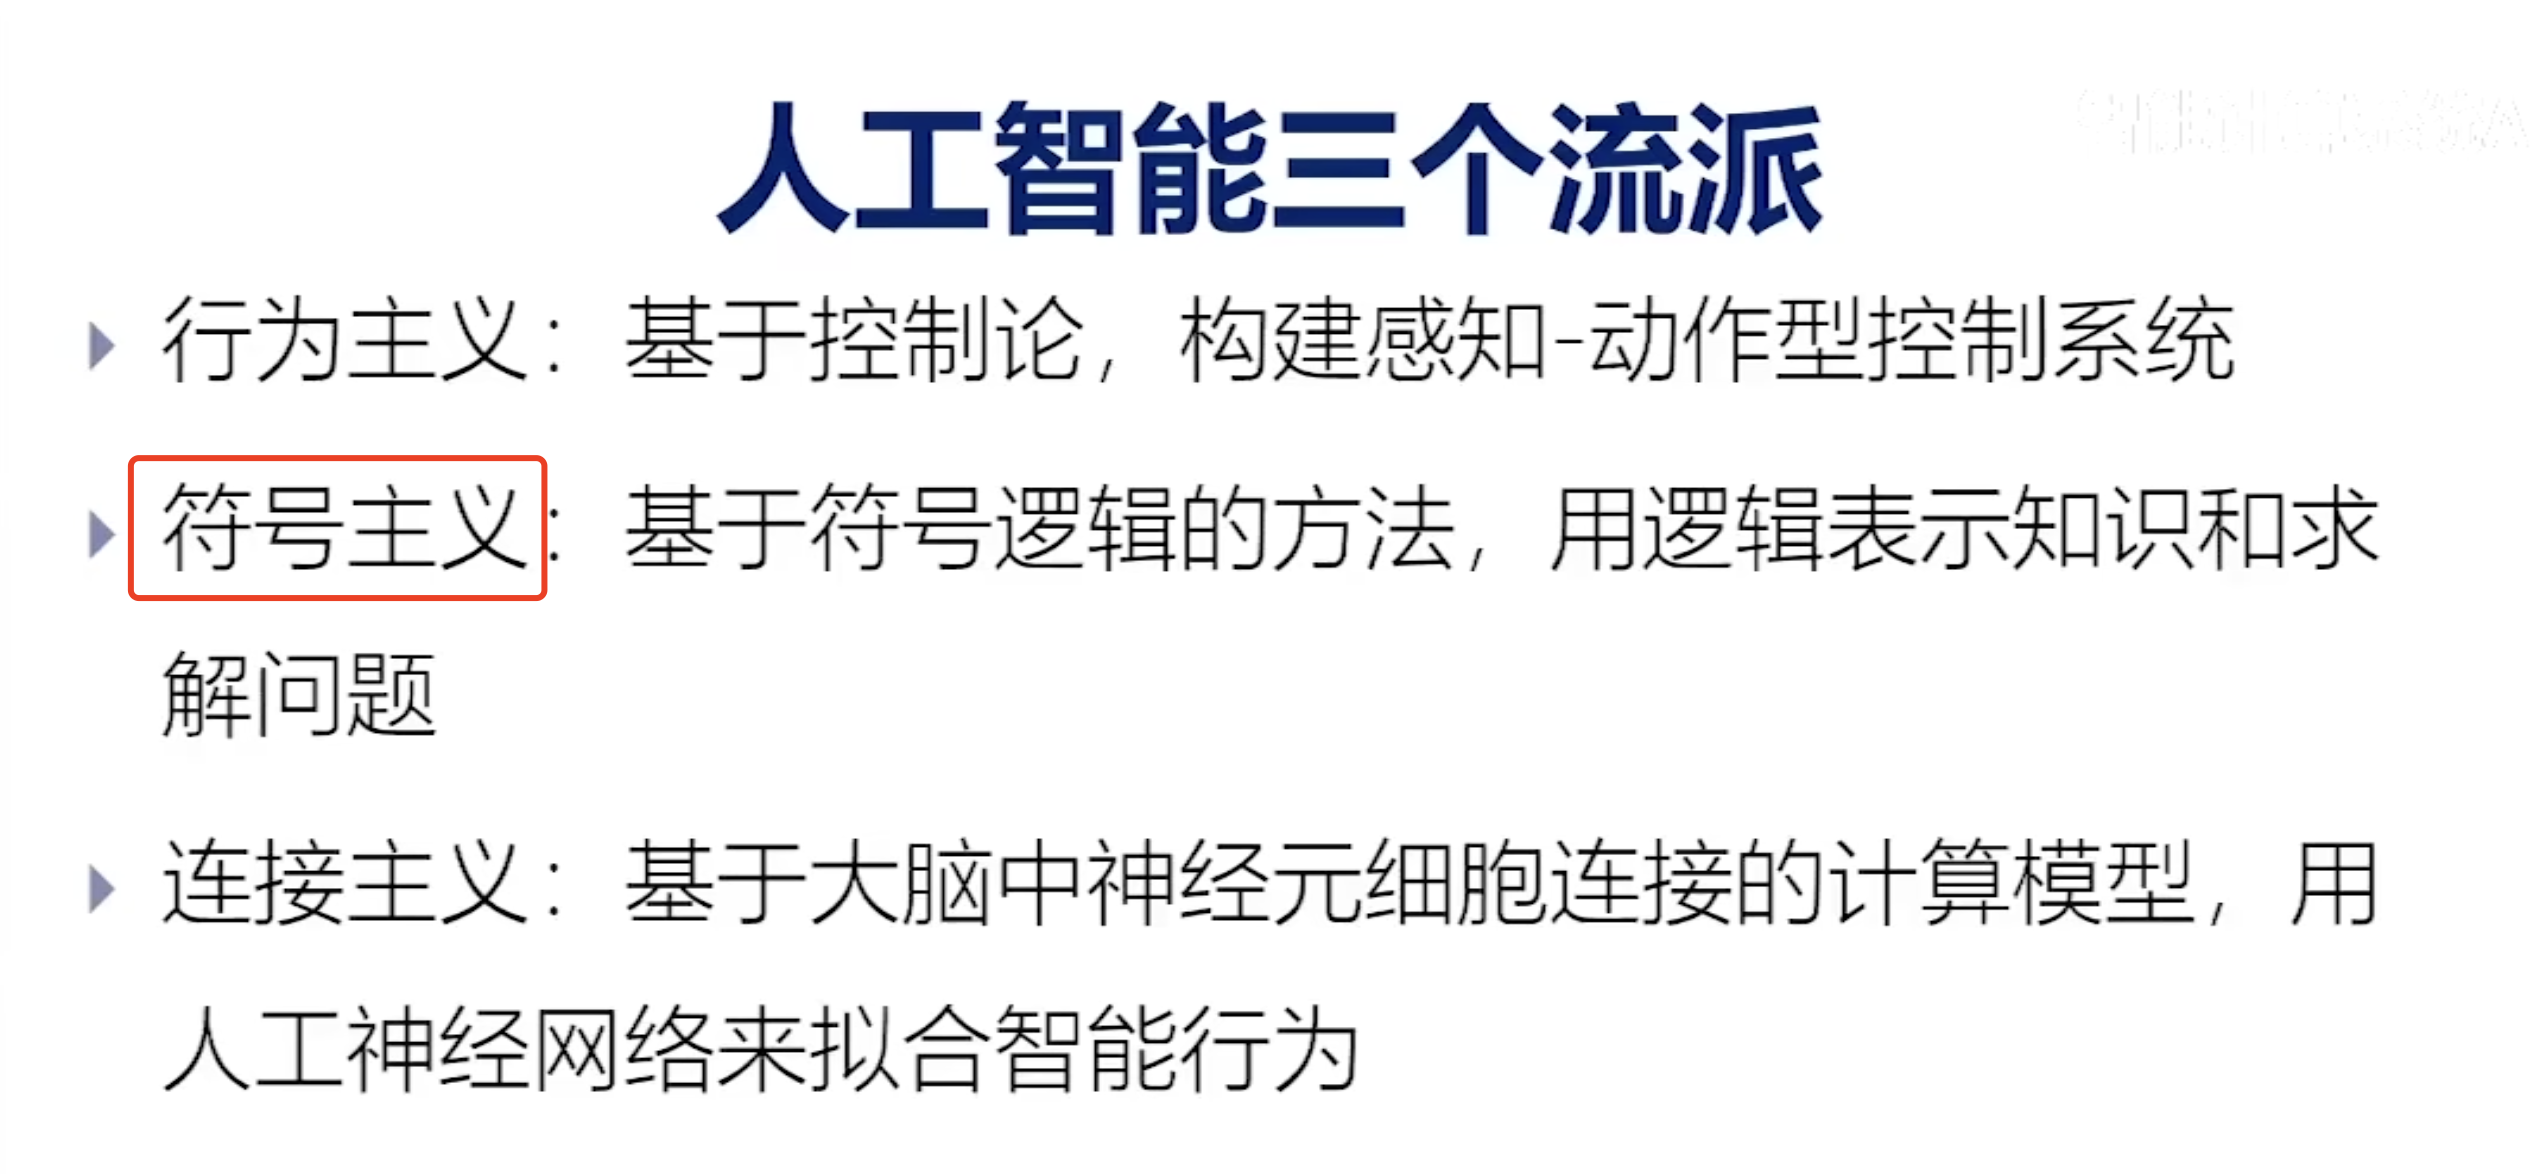 人工智能三个流派
行为主义：基于控制论，构建感知-动作型控制系统
符号主义：基于符号逻辑的方法，用逻辑表示知识和求
解问题
连接主义：基于大脑中神经元细胞连接的计算模型，用
人工神经网络来拟合智能行为